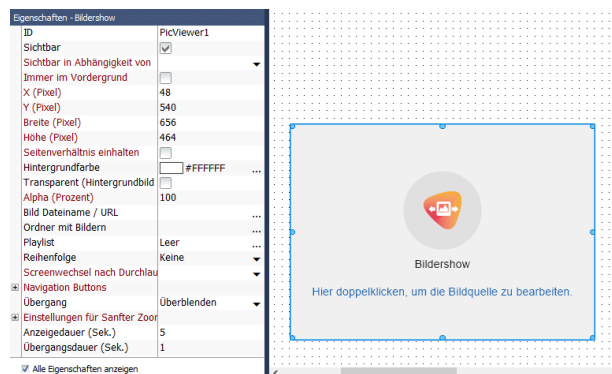 Eigenschaften - Bildershow
ID PicViewer1
Sichtbar
Sichtbar in Abhängigkeit von
Immer im Vordergrund
X (Pixel) 48
Y (Pixel) 540
Breite (Pixel) 656
Höhe (Pixel) 464
Seitenverhältnis einhalten
Hintergrundfarbe #FFFFFF ...
Transparent (Hintergrundbild
Alpha (Prozent) 100
Bild Dateiname / URL ...
Ordner mit Bildern ...
Playlist Leer ...
Reihenfolge Keine
Screenwechsel nach Durchlau
Navigation Buttons
Übergang Überblenden
Einstellungen für Sanfter Zoor
Anzeigedauer (Sek.) 5
Übergangsdauer (Sek.) 1
Alle Eigenschaften anzeigen
Bildershow
Hier doppelklicken, um die Bildquelle zu bearbeiten.